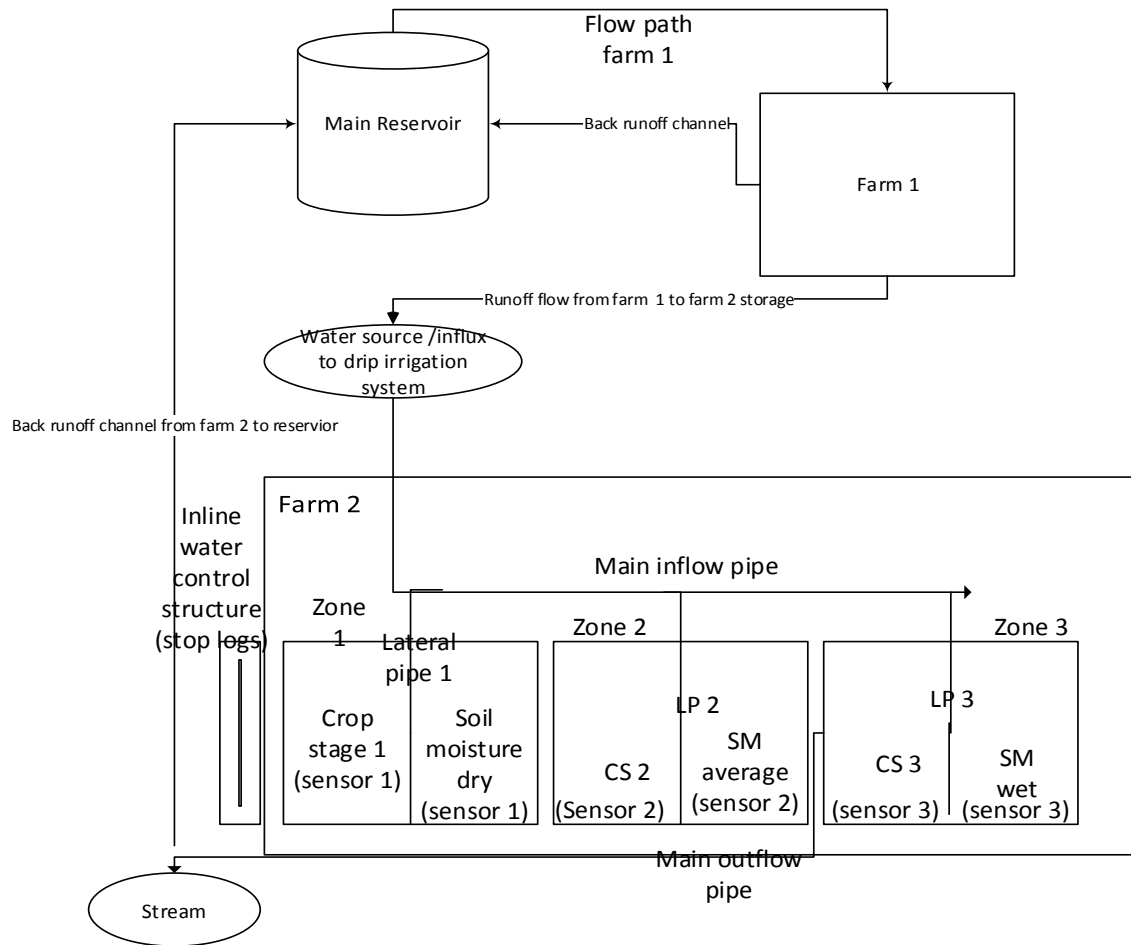 Flow path
farm 1
Main Reservoir
Back runoff channel
Farm 1
Runoff flow from farm 1 to farm 2 storage
Water source /influx
to drip irrigation
system
Back runoff channel from farm 2 to reservior
Farm 2
Inline
water
control
structure
(stop logs)
Main inflow pipe
Zone
1
Zone 2
Zone 3
Lateral
pipe 1
LP 2
LP 3
Crop
stage 1
(sensor 1)
Soil
moisture
dry
(sensor 1)
CS 2
(Sensor 2)
SM
average
(sensor 2)
CS 3
(sensor 3)
SM
wet
(sensor 3)
Main outflow
pipe
Stream